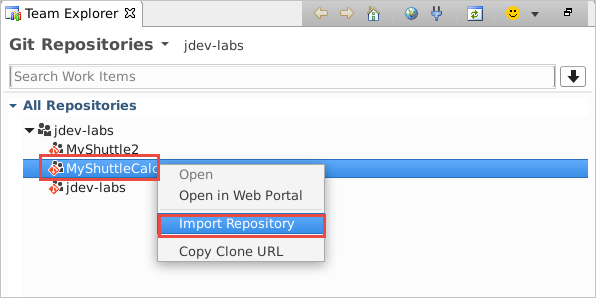 Team Explorer
Git Repositories jdev-labs
Search Work Items
All Repositories
jdev-labs
MyShuttle2
MyShuttleCalc
jdev-labs
Open
Open in Web Portal
Import Repository
Copy Clone URL